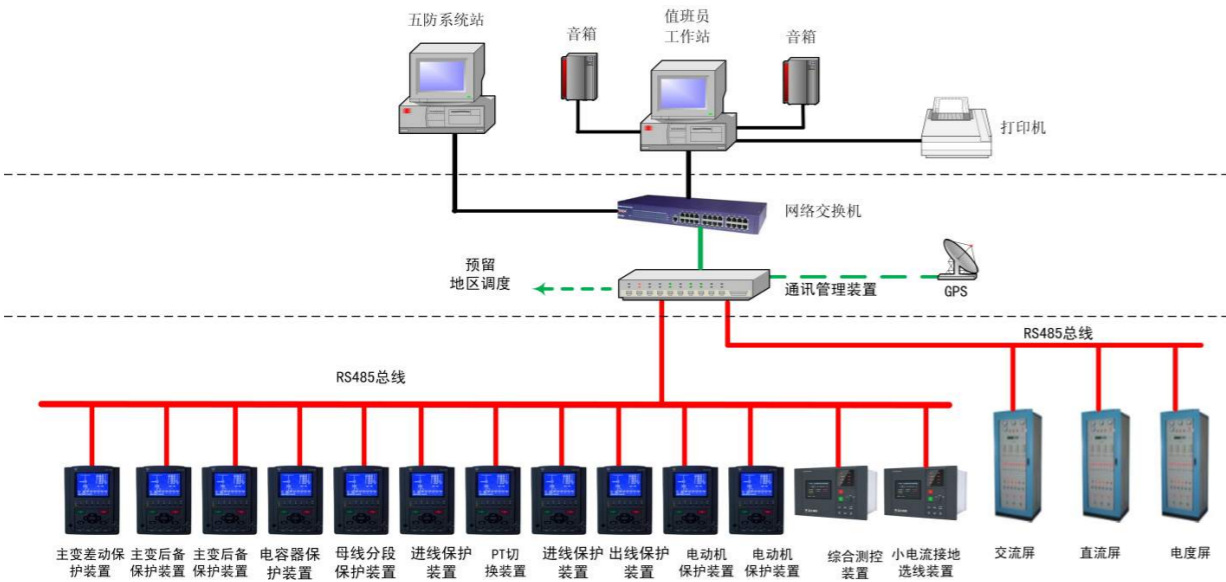 五防系统站
音箱
值班员
工作站
音箱
打印机
网络交换机
预留
地区调度
通讯管理装置
GPS
RS485总线
RS485总线
主变差动保
护装置
主变后备
保护装置
主变后备
保护装置
电容器保
护装置
母线分段
保护装置
进线保护
装置
PT切
换装置
进线保护
装置
出线保护
装置
电动机
保护装置
电动机
保护装置
综合测控
装置
小电流接地
选线装置
交流屏
直流屏
电度屏